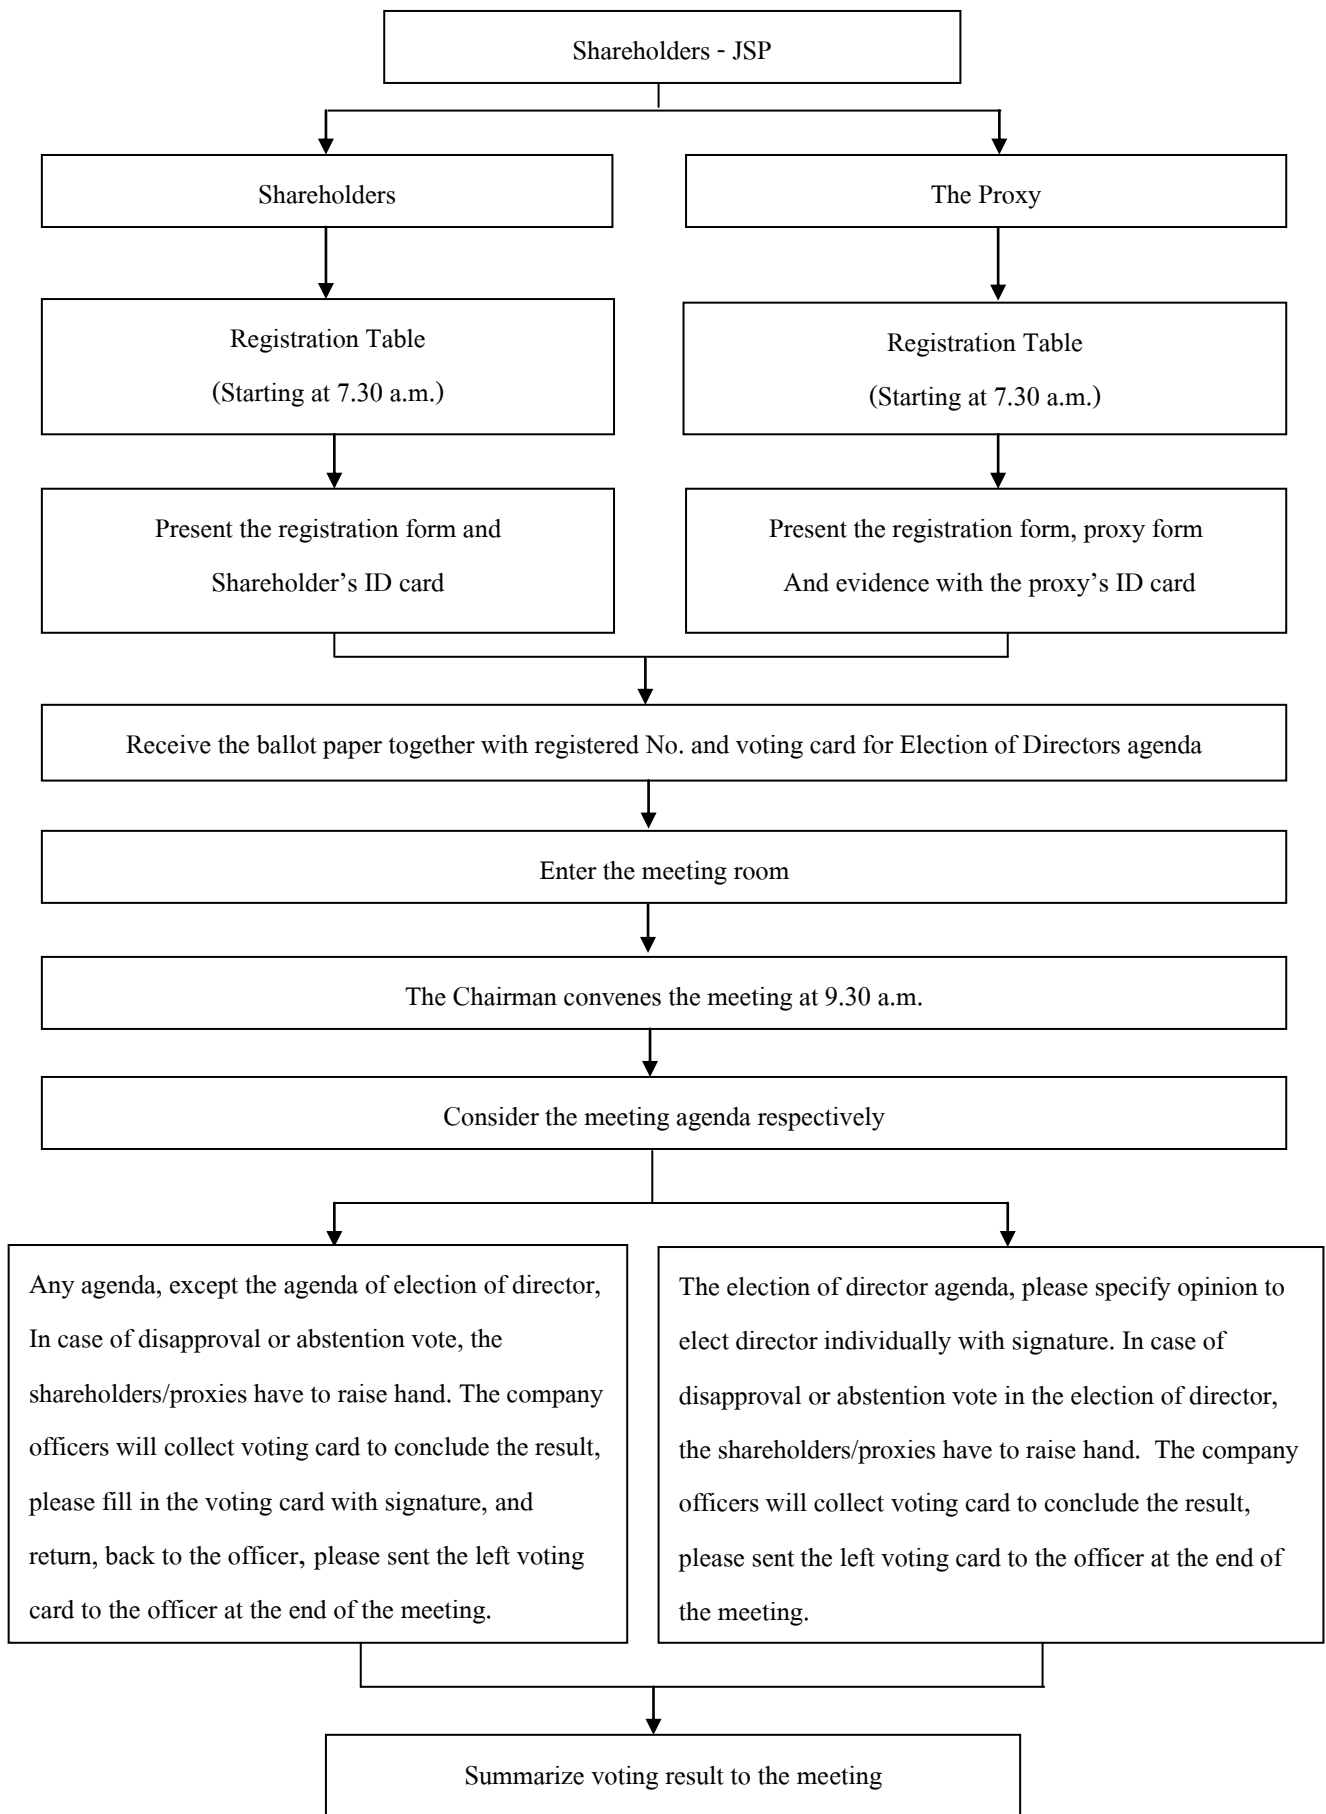 Shareholders - JSP
Shareholders
The Proxy
Registration Table
(Starting at 7.30 a.m.)
Registration Table
(Starting at 7.30 a.m.)
Present the registration form and
Shareholder’s ID card
Present the registration form, proxy form
And evidence with the proxy’s ID card
Receive the ballot paper together with registered No. and voting card for Election of Directors agenda
Enter the meeting room
The Chairman convenes the meeting at 9.30 a.m.
Consider the meeting agenda respectively
Any agenda, except the agenda of election of director,
In case of disapproval or abstention vote, the
shareholders/proxies have to raise hand. The company
officers will collect voting card to conclude the result,
please fill in the voting card with signature, and
return, back to the officer, please sent the left voting
card to the officer at the end of the meeting.
The election of director agenda, please specify opinion to
elect director individually with signature. In case of
disapproval or abstention vote in the election of director,
the shareholders/proxies have to raise hand.  The company
officers will collect voting card to conclude the result,
please sent the left voting card to the officer at the end of
the meeting.
Summarize voting result to the meeting